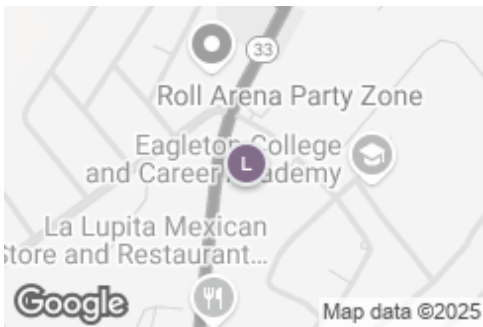 33
Roll Arena Party Zone
Eagleton College
and Career Academy
L
La Lupita Mexican
Store and Restaurant...
Google
Map data ©2025